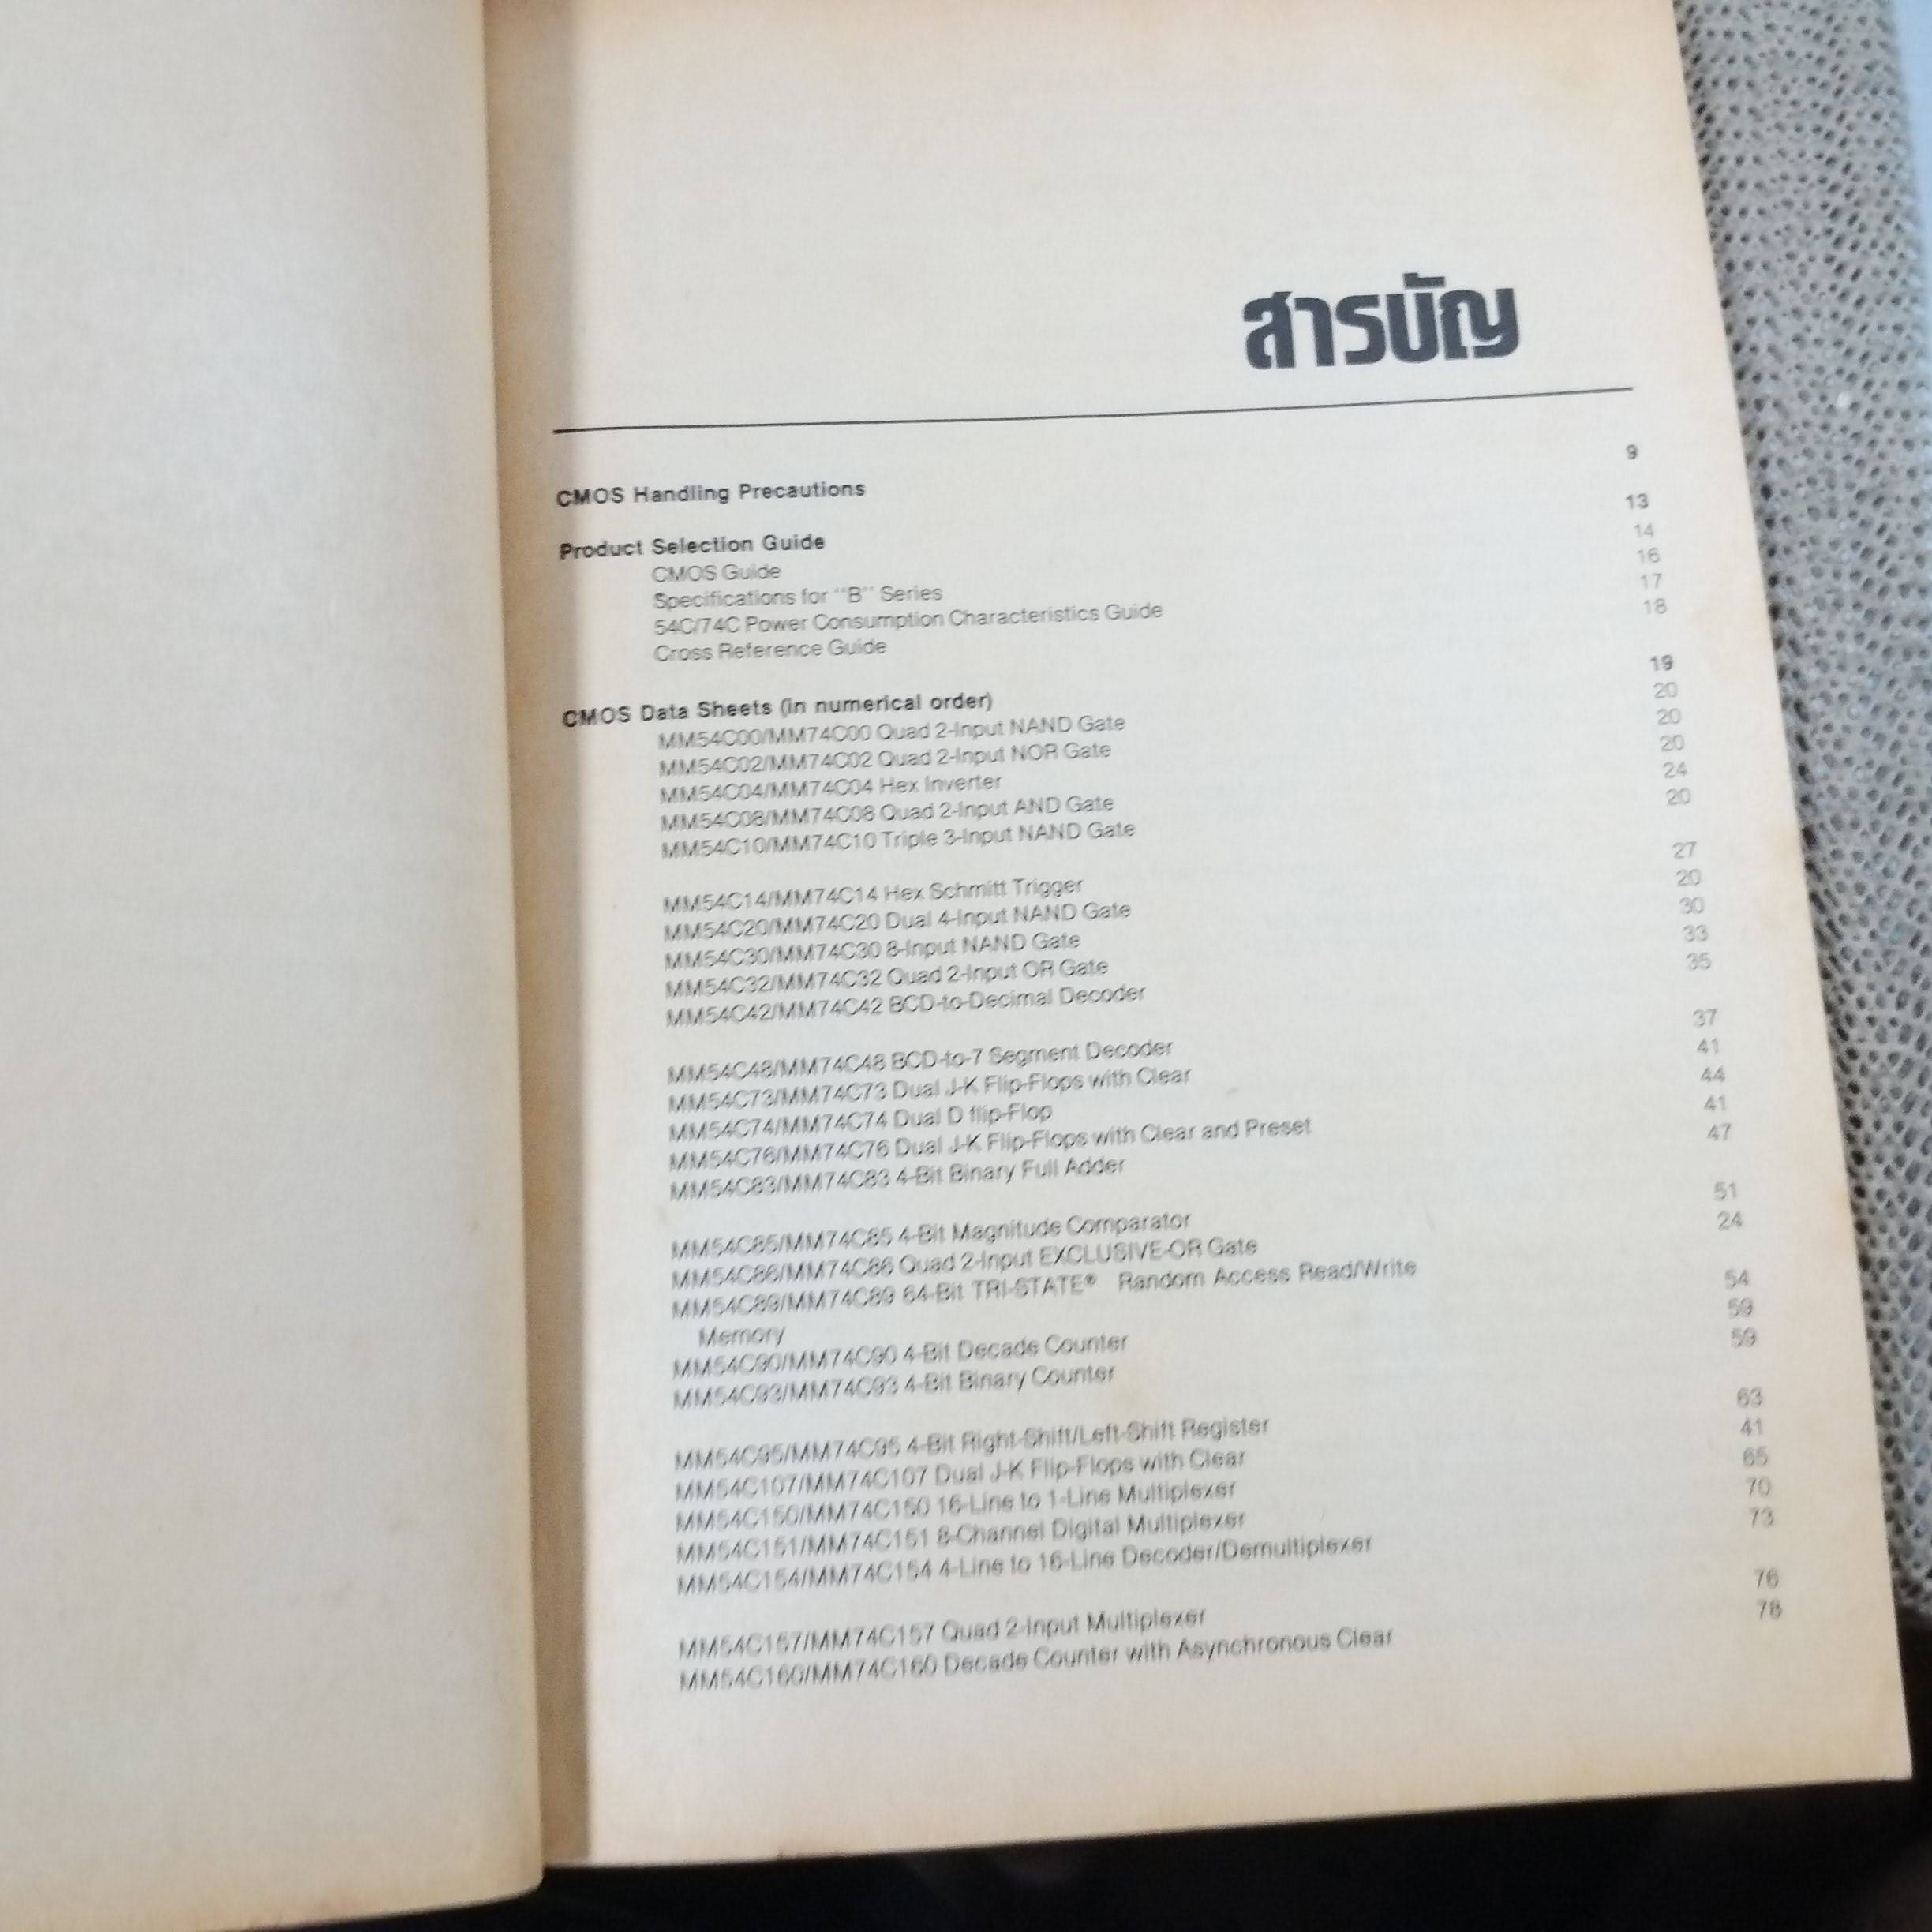 สารบัญ
CMOS Handling Precautions 9
Product Selection Guide 13
CMOS Guide 14
Specifications for "B" Series 16
54C/74C Power Consumption Characteristics Guide 17
Cross Reference Guide 18
CMOS Data Sheets (in numerical order) 19
MM54C00/MM74C00 Quad 2-Input NAND Gate 20
MM54C02/MM74C02 Quad 2-Input NOR Gate 20
MM54C04/MM74C04 Hex Inverter 20
MM54C08/MM74C08 Quad 2-Input AND Gate 24
MM54C10/MM74C10 Triple 3-Input NAND Gate 20
MM54C14/MM74C14 Hex Schmitt Trigger 27
MM54C20/MM74C20 Dual 4-Input NAND Gate 20
MM54C30/MM74C30 8-Input NAND Gate 30
MM54C32/MM74C32 Quad 2-Input OR Gate 33
MM54C42/MM74C42 BCD-to-Decimal Decoder 35
MM54C48/MM74C48 BCD-to-7 Segment Decoder 37
MM54C73/MM74C73 Dual J-K Flip-Flops with Clear 41
MM54C74/MM74C74 Dual D flip-Flop 44
MM54C76/MM74C76 Dual J-K Flip-Flops with Clear and Preset 41
MM54C83/MM74C83 4-Bit Binary Full Adder 47
MM54C85/MM74C85 4-Bit Magnitude Comparator 51
MM54C86/MM74C86 Quad 2-Input EXCLUSIVE-OR Gate 24
MM54C89/MM74C89 64-Bit TRI-STATE® Random Access Read/Write
Memory 54
MM54C90/MM74C90 4-Bit Decade Counter 59
MM54C93/MM74C93 4-Bit Binary Counter 59
MM54C95/MM74C95 4-Bit Right-Shift/Left-Shift Register 63
MM54C107/MM74C107 Dual J-K Flip-Flops with Clear 41
MM54C150/MM74C150 16-Line to 1-Line Multiplexer 65
MM54C151/MM74C151 8-Channel Digital Multiplexer 70
MM54C154/MM74C154 4-Line to 16-Line Decoder/Demultiplexer 73
MM54C157/MM74C157 Quad 2-Input Multiplexer 76
MM54C160/MM74C160 Decade Counter with Asynchronous Clear 78